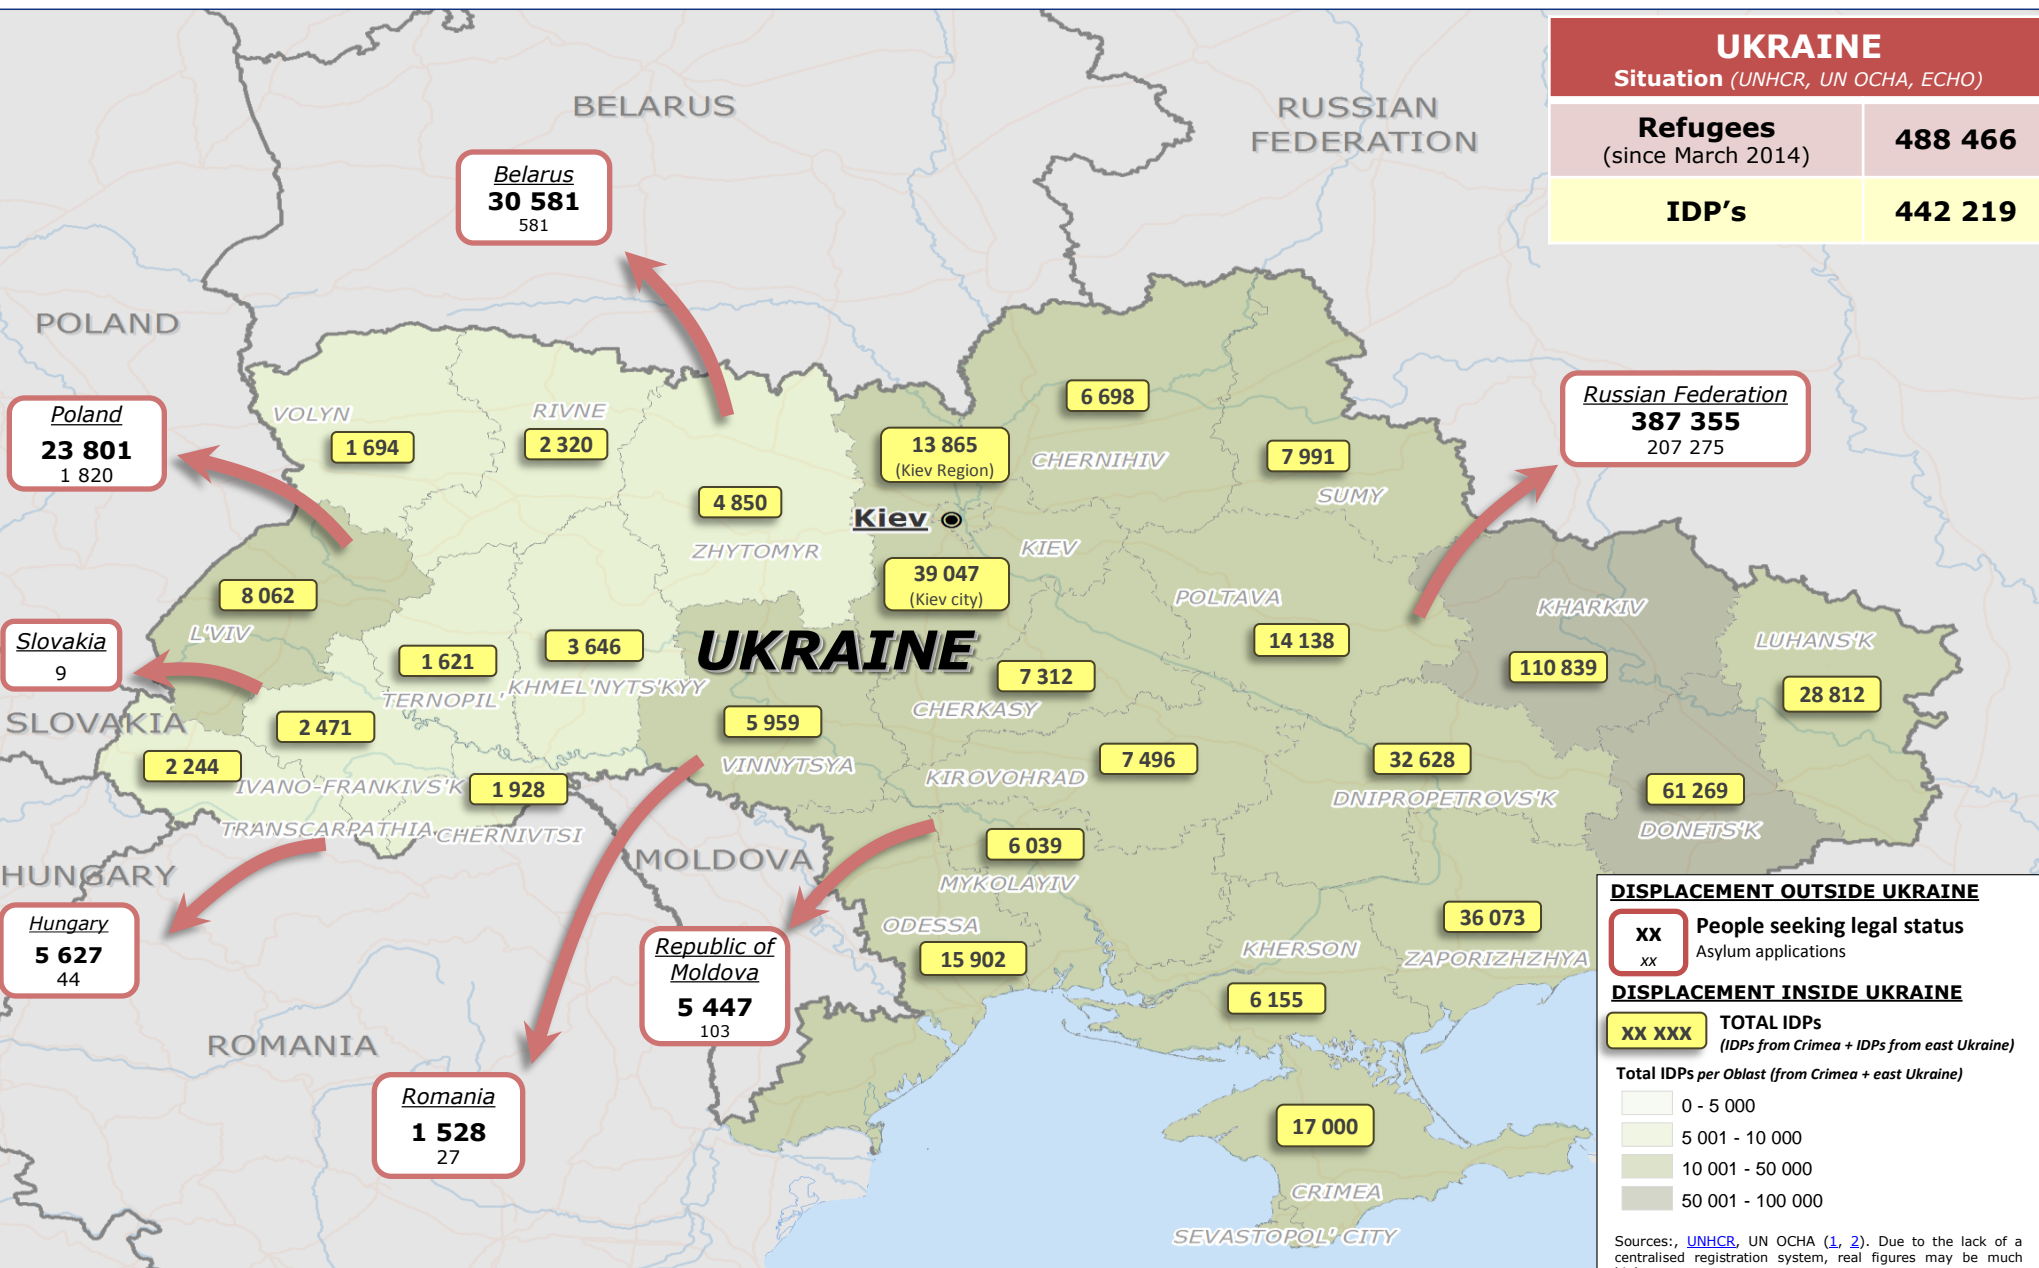 UKRAINE
Situation (UNHCR, UN OCHA, ECHO)
Refugees
(since March 2014)
488 466
IDP's
442 219
BELARUS
RUSSIAN
FEDERATION
Belarus
30 581
581
POLAND
Poland
23 801
1 820
VOLYN
1 694
RIVNE
2 320
4 850
ZHYTOMYR
13 865
(Kiev Region)
Kiev
KIEV
39 047
(Kiev city)
6 698
CHERNIHIV
7 991
SUMY
Russian Federation
387 355
207 275
8 062
L'VIV
Slovakia
9
SLOVAKIA
1 621
TERNOPIL'
3 646
KHMEL'NYTS'KYY
UKRAINE
POLTAVA
14 138
KHARKIV
110 839
LUHANS'K
28 812
7 312
CHERKASY
2 471
IVANO-FRANKIVS'K
2 244
TRANSCARPATHIA
1 928
CHERNIVTSI
5 959
VINNYTSYA
7 496
KIROVOHRAD
32 628
DNIPROPETROVS'K
61 269
DONETS'K
HUNGARY
Hungary
5 627
44
MOLDOVA
6 039
MYKOLAYIV
ODESSA
15 902
Republic of
Moldova
5 447
103
KHERSON
6 155
36 073
ZAPORIZHZHYA
ROMANIA
Romania
1 528
27
17 000
CRIMEA
SEVASTOPOL' CITY
DISPLACEMENT OUTSIDE UKRAINE
xx
xx
People seeking legal status
Asylum applications
DISPLACEMENT INSIDE UKRAINE
XX XXX
TOTAL IDPs
(IDPs from Crimea + IDPs from east Ukraine)
Total IDPs per Oblast (from Crimea + east Ukraine)
0 - 5 000
5 001 - 10 000
10 001 - 50 000
50 001 - 100 000
Sources:, UNHCR, UN OCHA (1, 2). Due to the lack of a
centralised registration system, real figures may be much